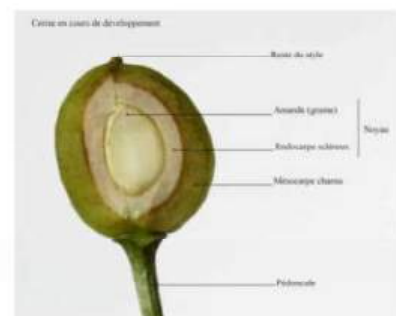 Cerise en cours de développement
Reste du style
Amande (graine)
Noyau
Endocarpe scléreux
Mésocarpe charnu
Pédoncule